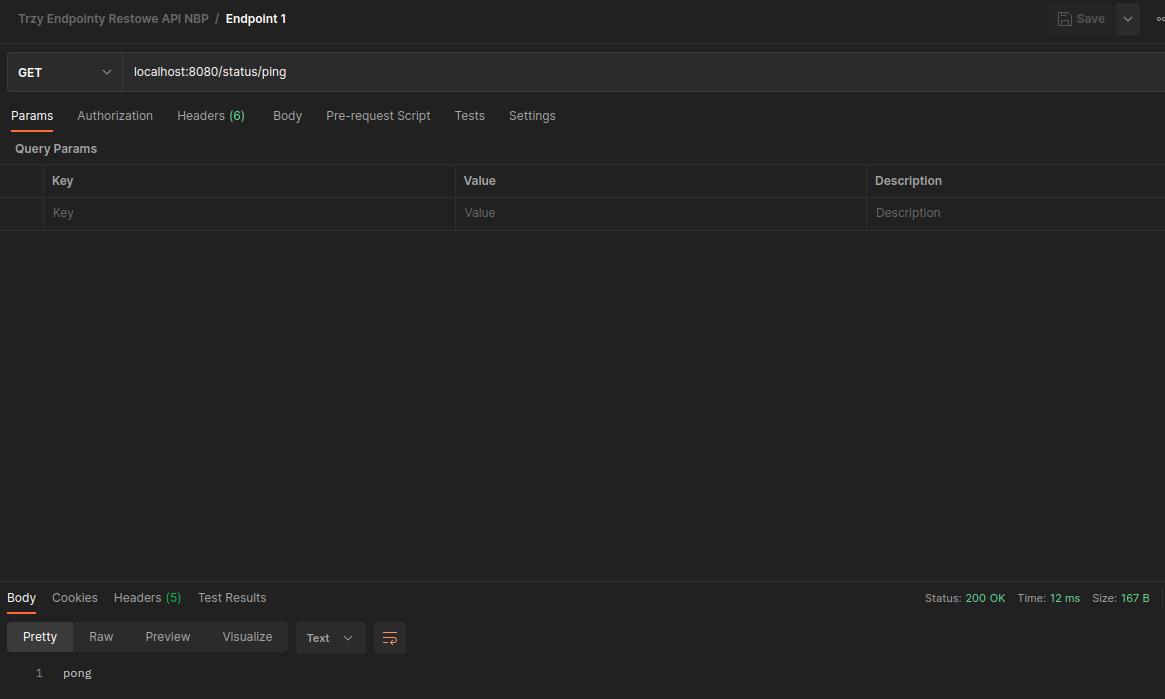 Trzy Endpointy Restowe API NBP / Endpoint 1
Save
GET localhost:8080/status/ping
Params Authorization Headers (6) Body Pre-request Script Tests Settings
Query Params
Key Value Description
Key Value Description
Body Cookies Headers (5) Test Results Status: 200 OK Time: 12 ms Size: 167 B
Pretty Raw Preview Visualize Text
1 pong